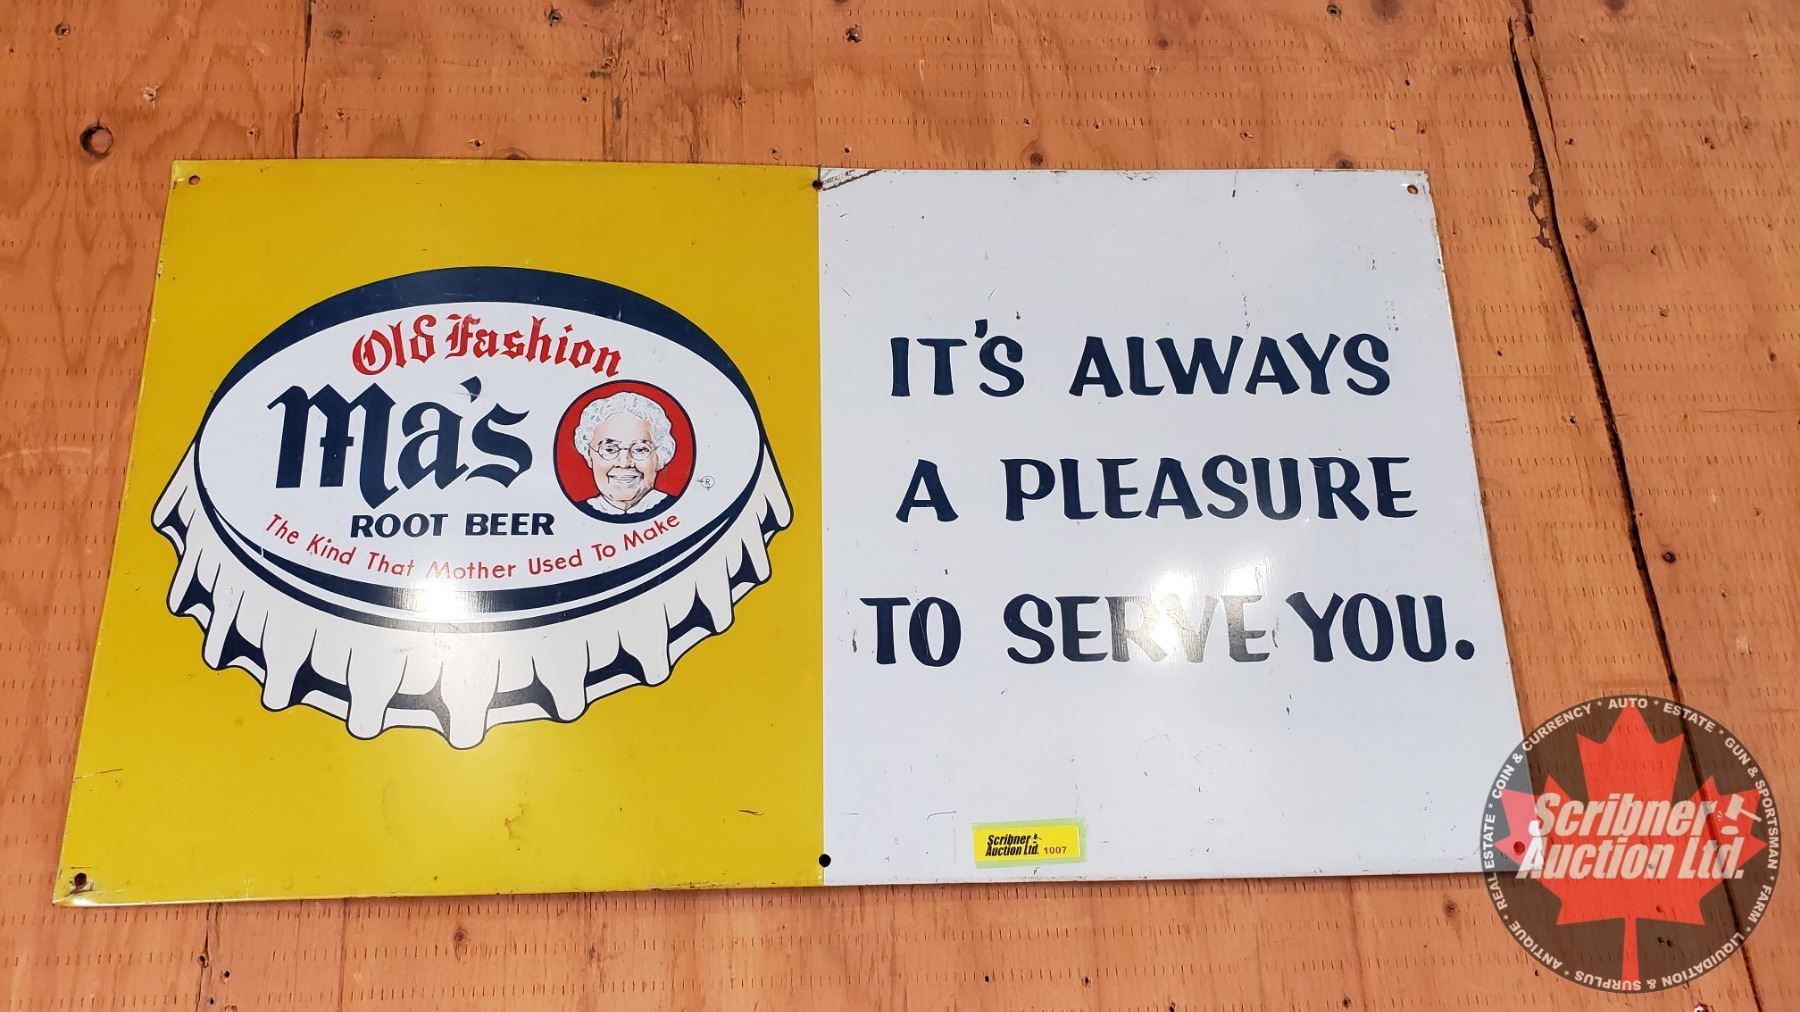 Old Fashion
Ma's
ROOT BEER
The Kind That Mother Used To Make
®
IT'S ALWAYS
A PLEASURE
TO SERVE YOU.
Scribner
Auction Ltd. 1007
Scribner
Auction Ltd.
REAL ESTATE * COIN & CURRENCY * AUTO * ESTATE * GUN & SPORTSMAN * FARM * LIQUIDATION & SURPLUS * ANTIQUE *